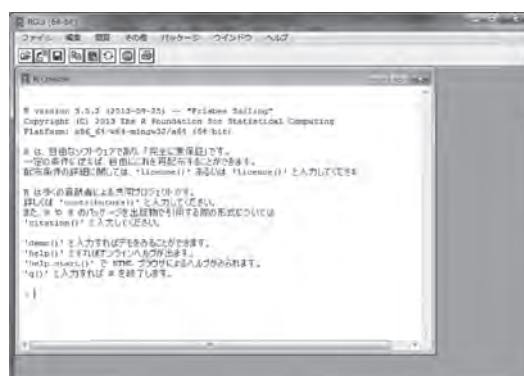 RGui (64-bit)
ファイル 編集 閲覧 その他 パッケージ ウインドウ ヘルプ
R Console
R version 3.0.2 (2013-09-25) -- "Frisbee Sailing"
Copyright (C) 2013 The R Foundation for Statistical Computing
Platform: x86_64-w64-mingw32/x64 (64-bit)
R は、自由なソフトウェアであり、「完全に無保証」です。
一定の条件に従えば、自由にこれを再配布することができます。
配布条件の詳細に関しては、'license()' あるいは 'licence()' と入力してくださ
R は多くの貢献者による共同プロジェクトです。
詳しくは 'contributors()' と入力してください。
また、R や R のパッケージを出版物で引用する際の形式については
'citation()' と入力してください。
'demo()' と入力すればデモをみることができます。
'help()' とすればオンラインヘルプが出ます。
'help.start()' で HTML ブラウザによるヘルプがみられます。
'q()' と入力すれば R を終了します。
>